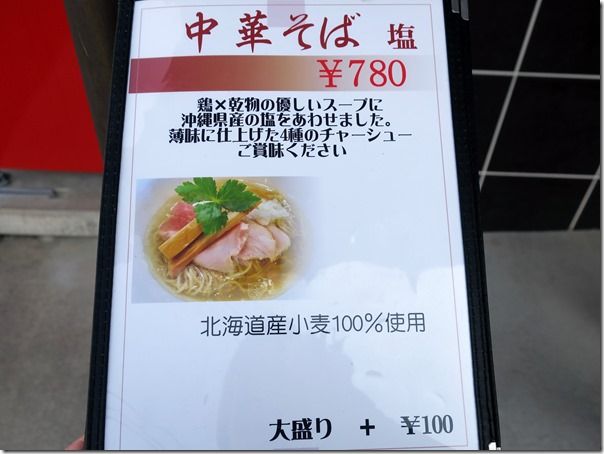 中華そば 塩
￥780
鶏×乾物の優しいスープに
沖縄県産の塩をあわせました。
薄味に仕上げた4種のチャーシュー
ご賞味ください
北海道産小麦100％使用
大盛り + ￥100